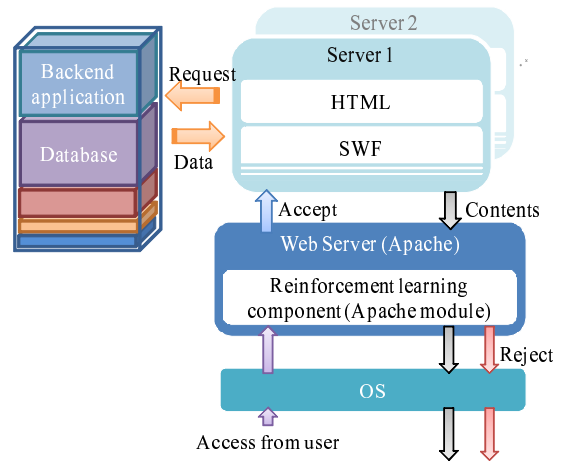 Server 2
Server 1
Backend
application
Request
HTML
Database
Data
SWF
Accept
Contents
Web Server (Apache)
Reinforcement learning
component (Apache module)
Reject
OS
Access from user